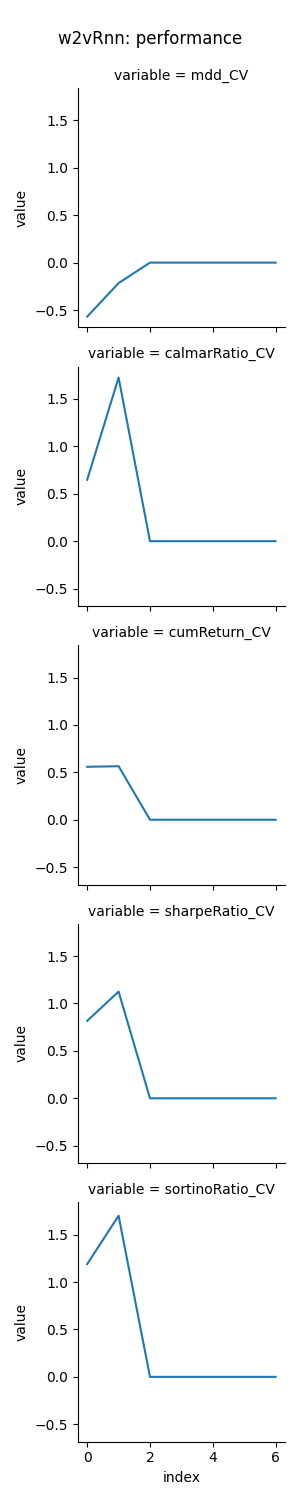 w2vRnn: performance
variable = mdd_CV
1.5
1.0
0.5
0.0
−0.5
value
variable = calmarRatio_CV
1.5
1.0
0.5
0.0
−0.5
value
variable = cumReturn_CV
1.5
1.0
0.5
0.0
−0.5
value
variable = sharpeRatio_CV
1.5
1.0
0.5
0.0
−0.5
value
variable = sortinoRatio_CV
1.5
1.0
0.5
0.0
−0.5
value
0 2 4 6
index